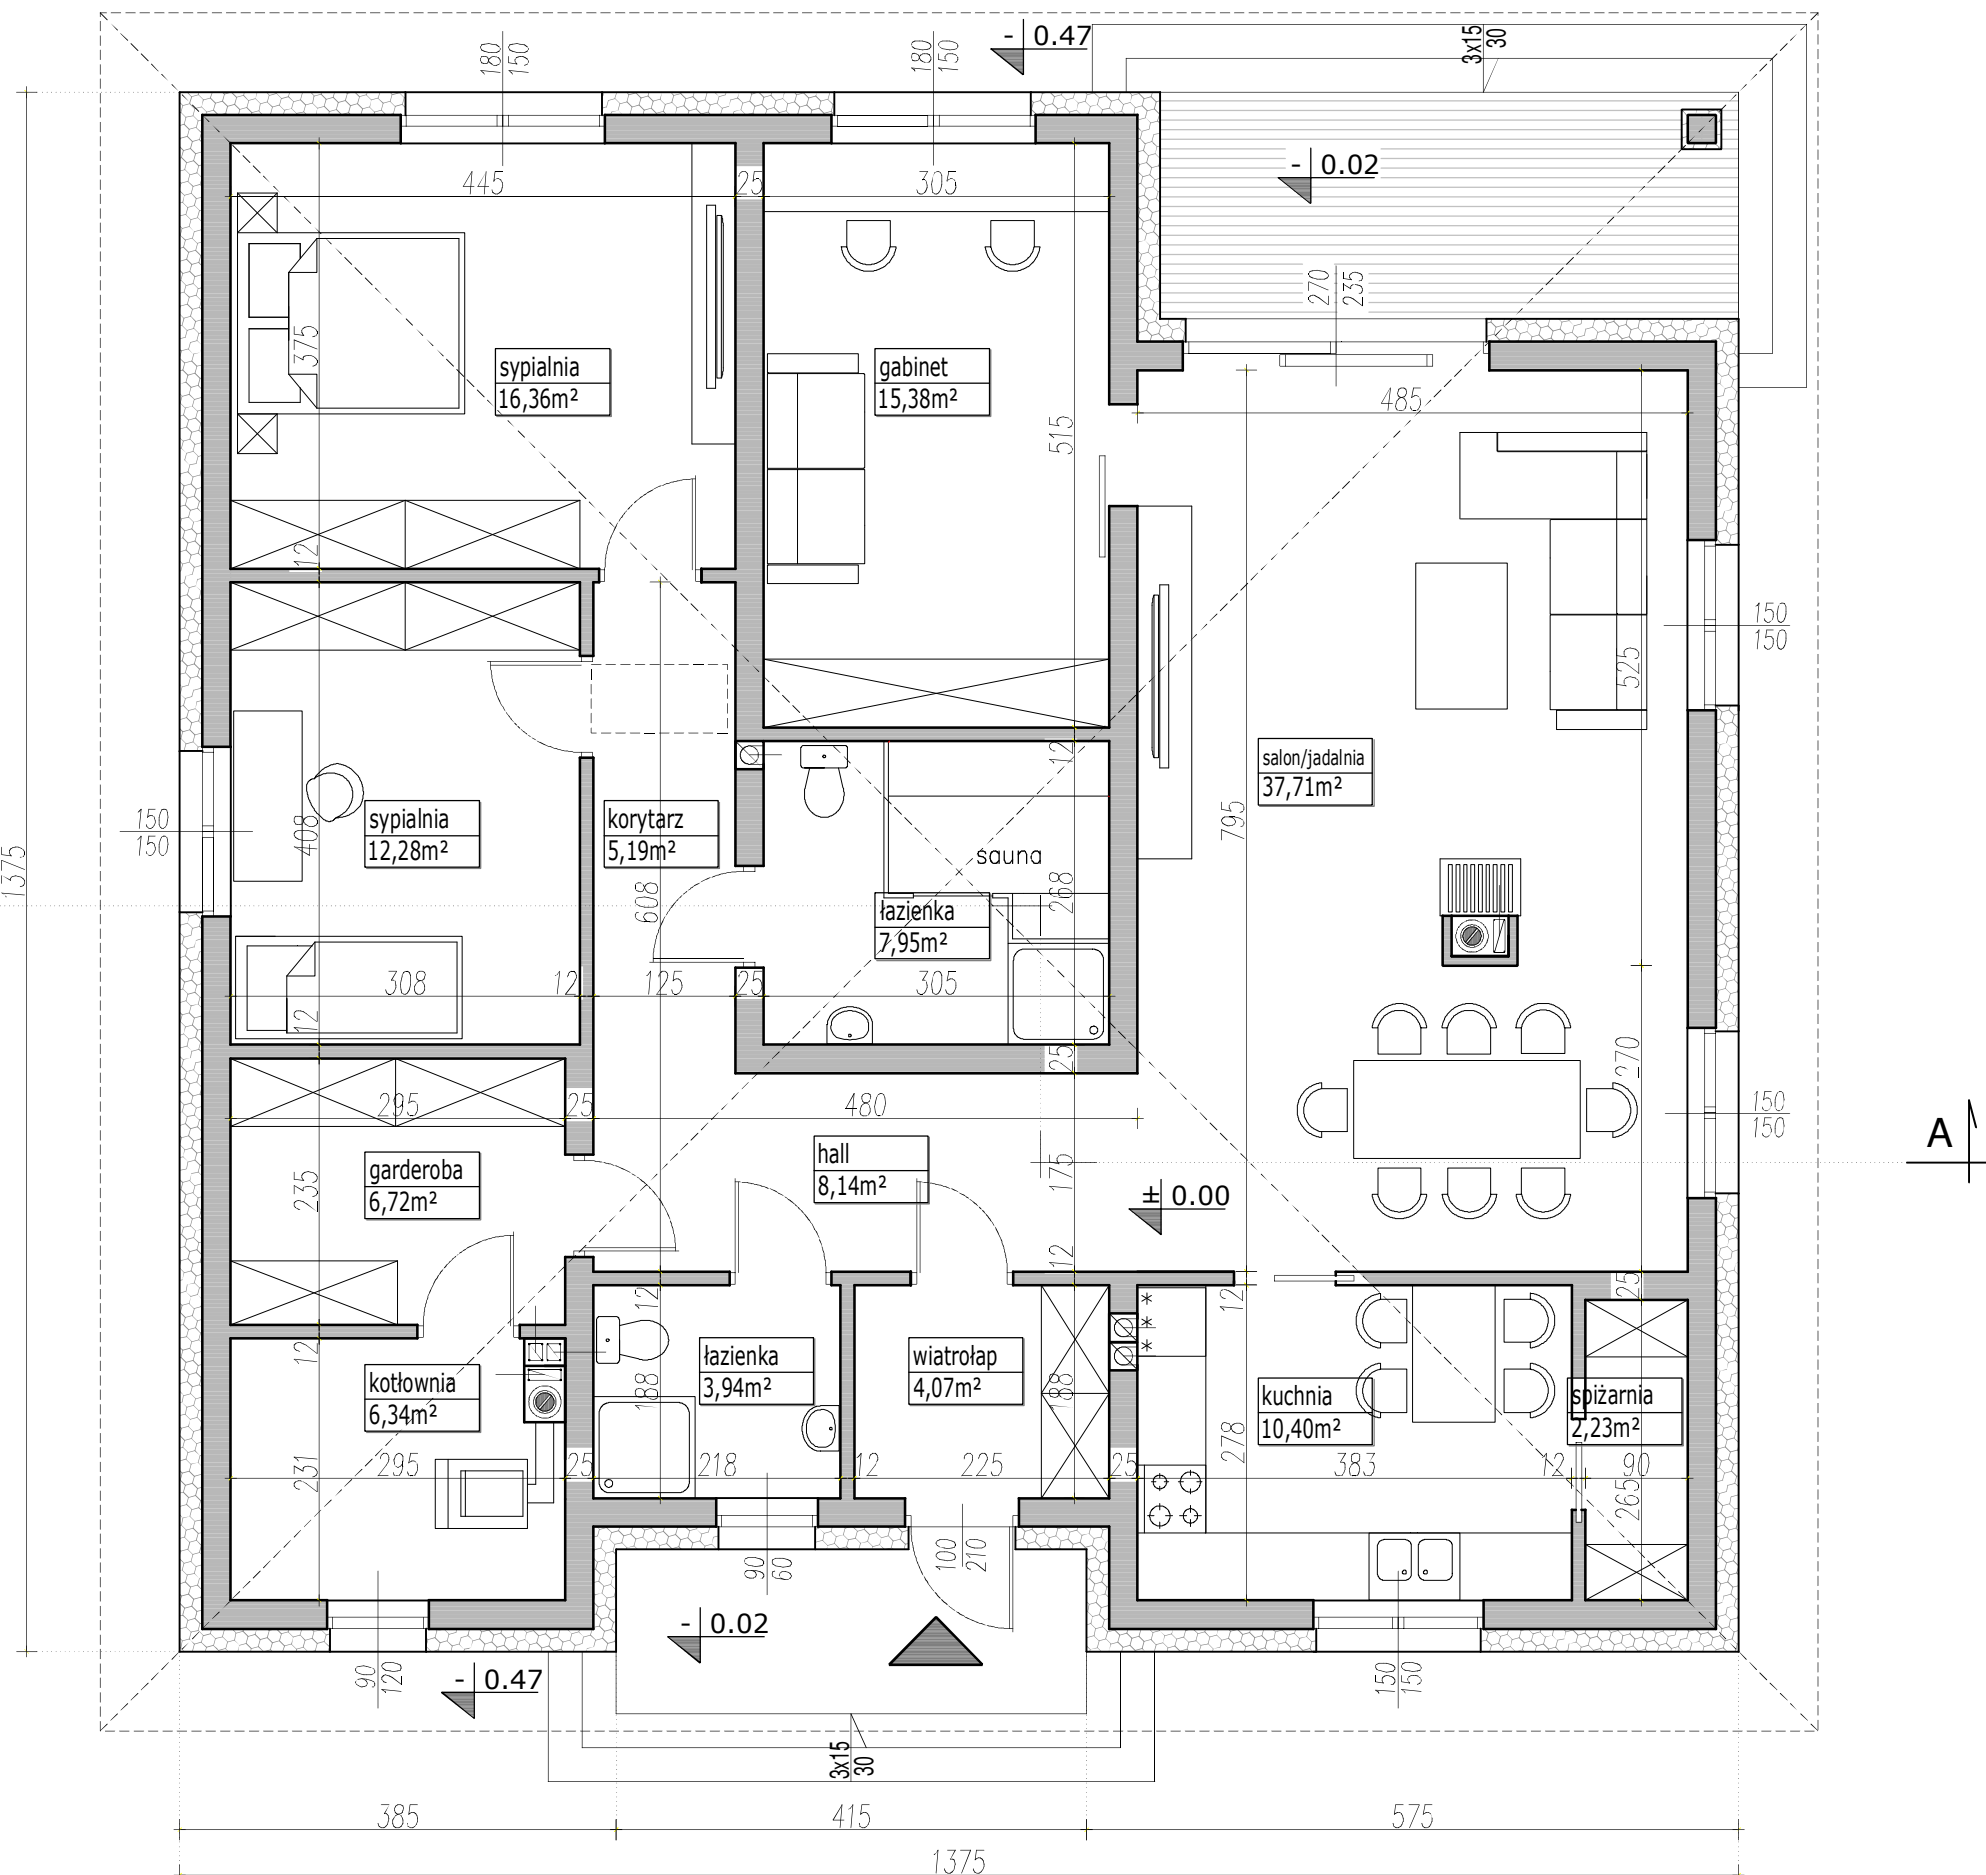 180
150
180
150
- 0.47
3x15
30
- 0.02
445
25
305
270
235
375
sypialnia
16,36m²
gabinet
15,38m²
485
515
12
150
150
525
salon/jadalnia
37,71m²
12
795
150
150
408
sypialnia
12,28m²
korytarz
5,19m²
sauna
1375
608
268
łazienka
7,95m²
308
12
125
25
305
12
25
270
295
25
480
150
150
A
hall
8,14m²
175
garderoba
6,72m²
235
± 0.00
12
12
12
25
*
*
*
12
łazienka
3,94m²
wiatrołap
4,07m²
kotłownia
6,34m²
188
188
kuchnia
10,40m²
spiżarnia
2,23m²
278
231
295
25
218
12
225
25
383
12
90
265
90
60
100
210
- 0.02
90
120
- 0.47
150
150
3x15
30
385
415
575
1375